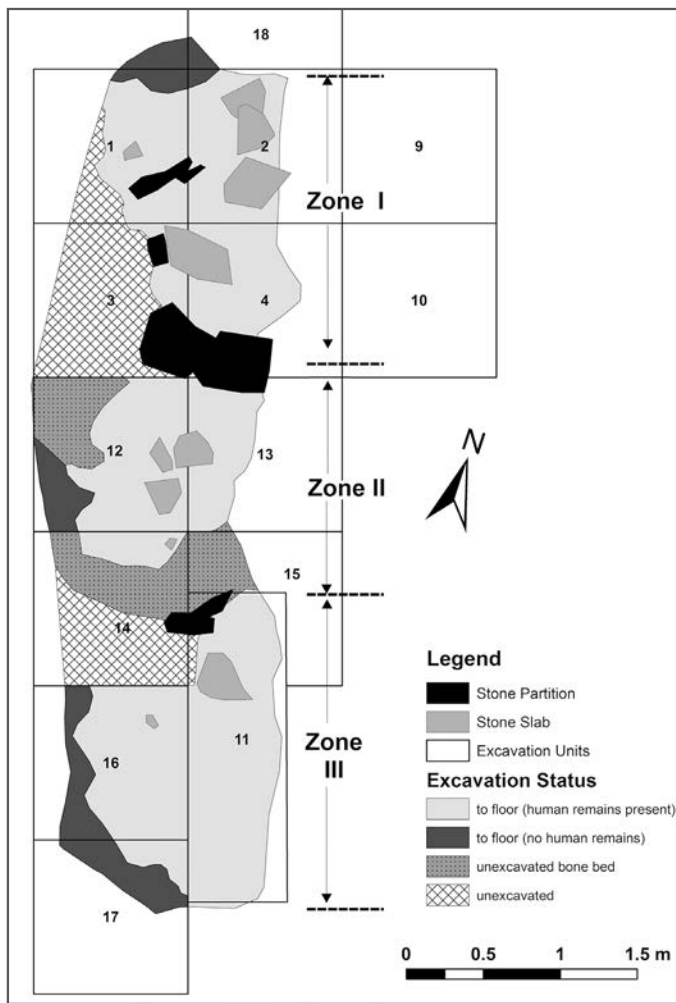 18
1
2
9
Zone I
3
4
10
12
13
N
Zone II
15
14
Legend
Stone Partition
Stone Slab
Excavation Units
11
Zone
III
16
Excavation Status
to floor (human remains present)
to floor (no human remains)
unexcavated bone bed
unexcavated
17
0 0.5 1 1.5 m